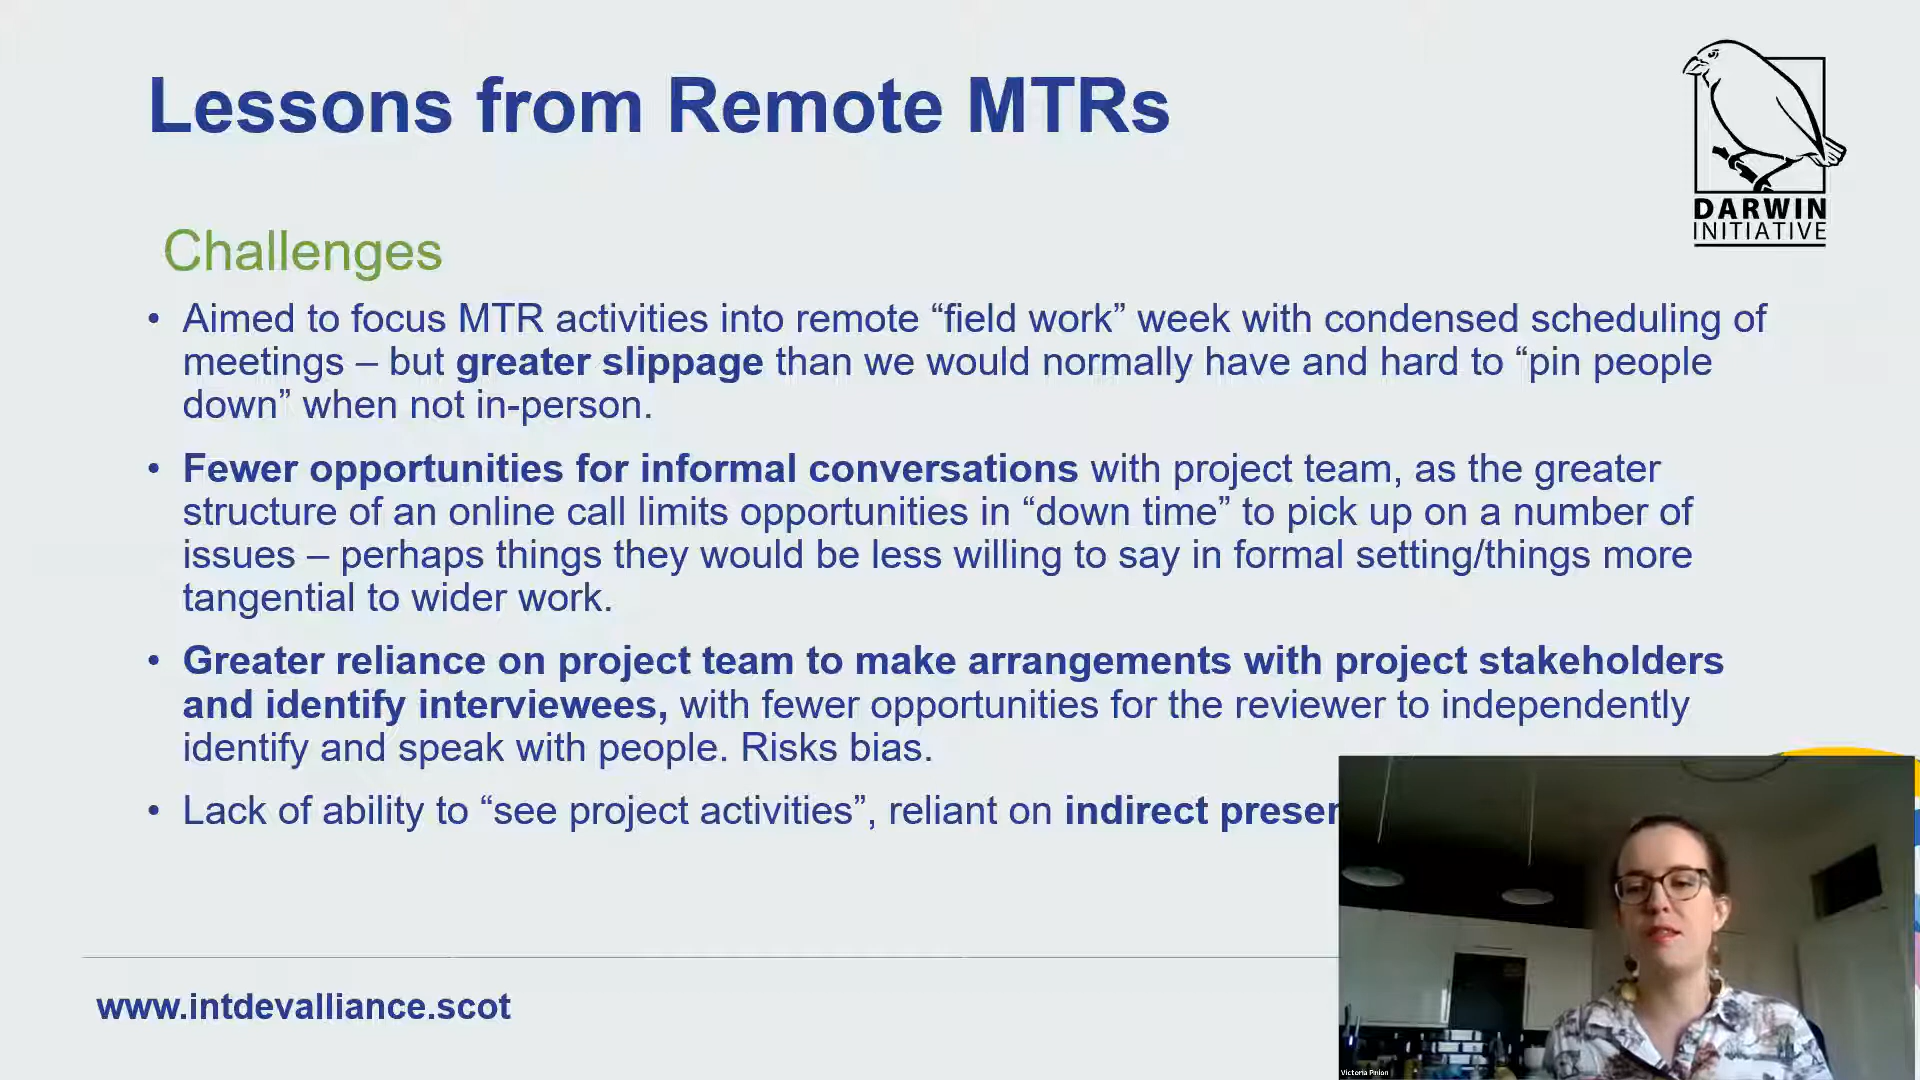 Lessons from Remote MTRs
DARWIN
INITIATIVE
Challenges
• Aimed to focus MTR activities into remote “field work” week with condensed scheduling of
meetings – but greater slippage than we would normally have and hard to “pin people
down” when not in-person.
• Fewer opportunities for informal conversations with project team, as the greater
structure of an online call limits opportunities in “down time” to pick up on a number of
issues – perhaps things they would be less willing to say in formal setting/things more
tangential to wider work.
• Greater reliance on project team to make arrangements with project stakeholders
and identify interviewees, with fewer opportunities for the reviewer to independently
identify and speak with people. Risks bias.
• Lack of ability to “see project activities”, reliant on indirect
www.intdevalliance.scot
Victoria Pinion